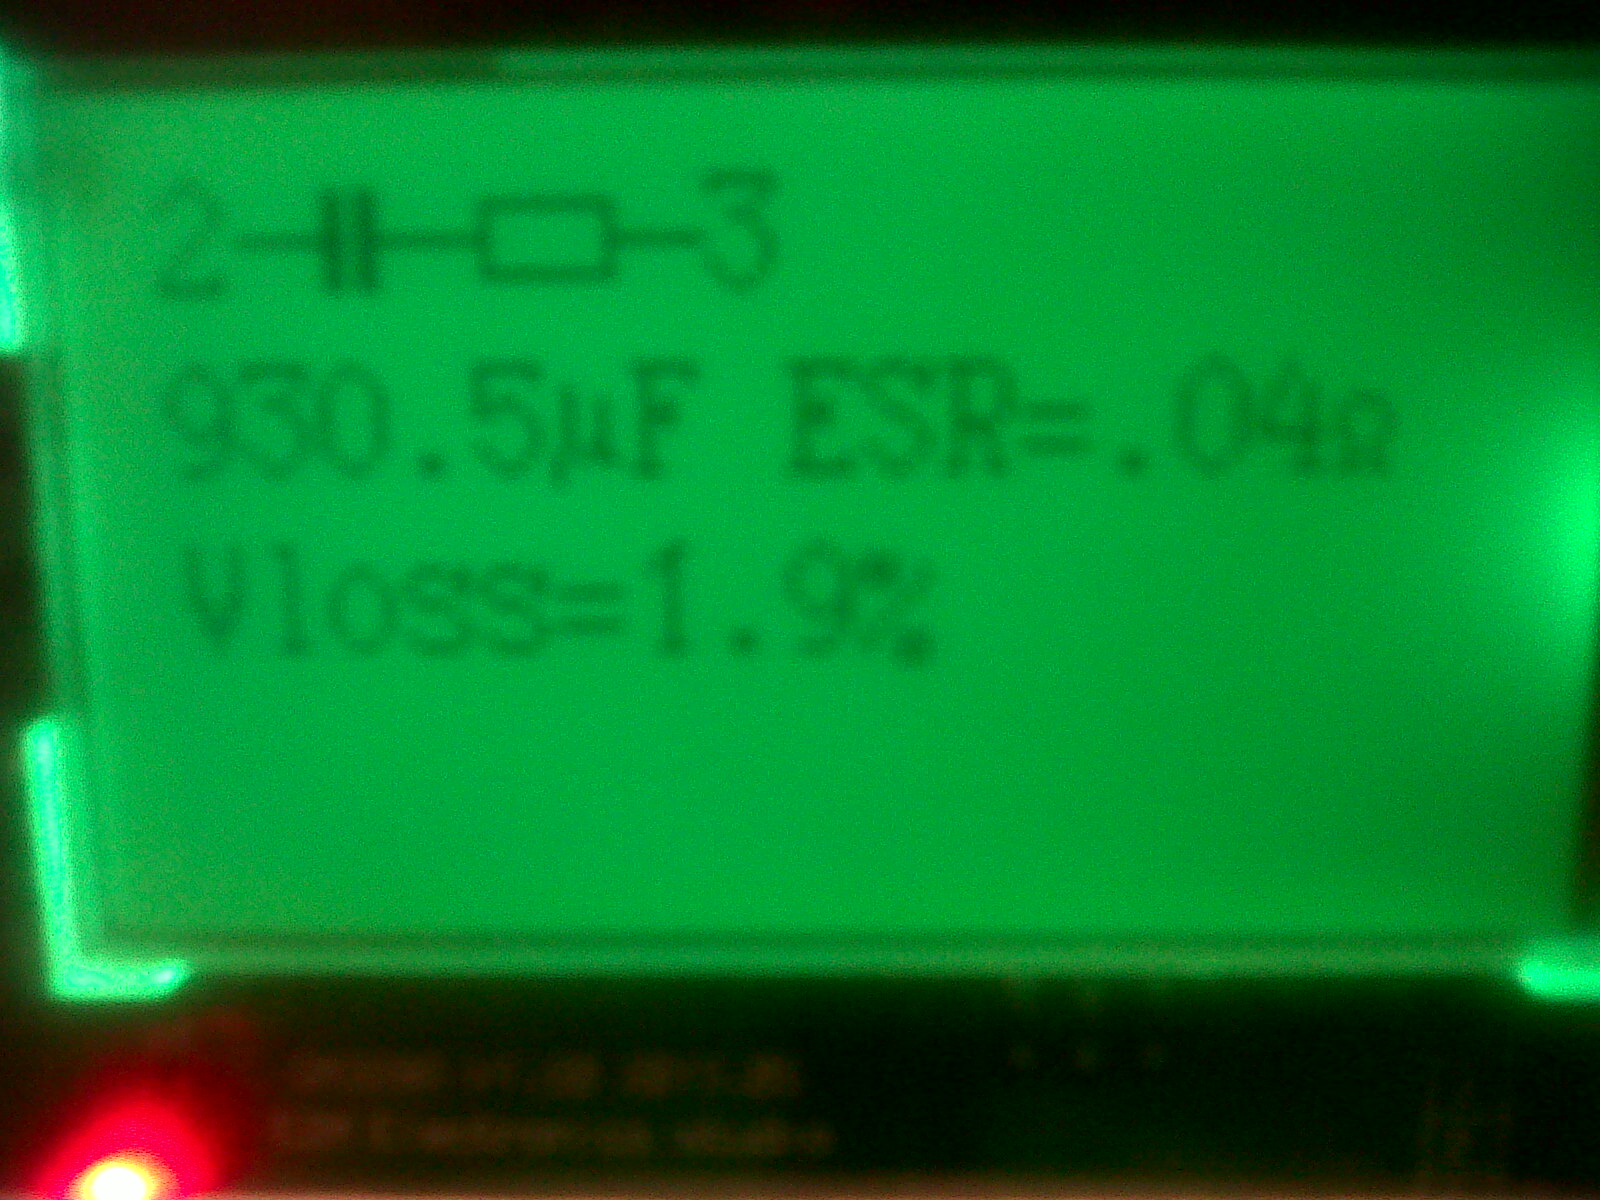 2 3
930.5µF ESR=.04Ω
Vloss=1.9%